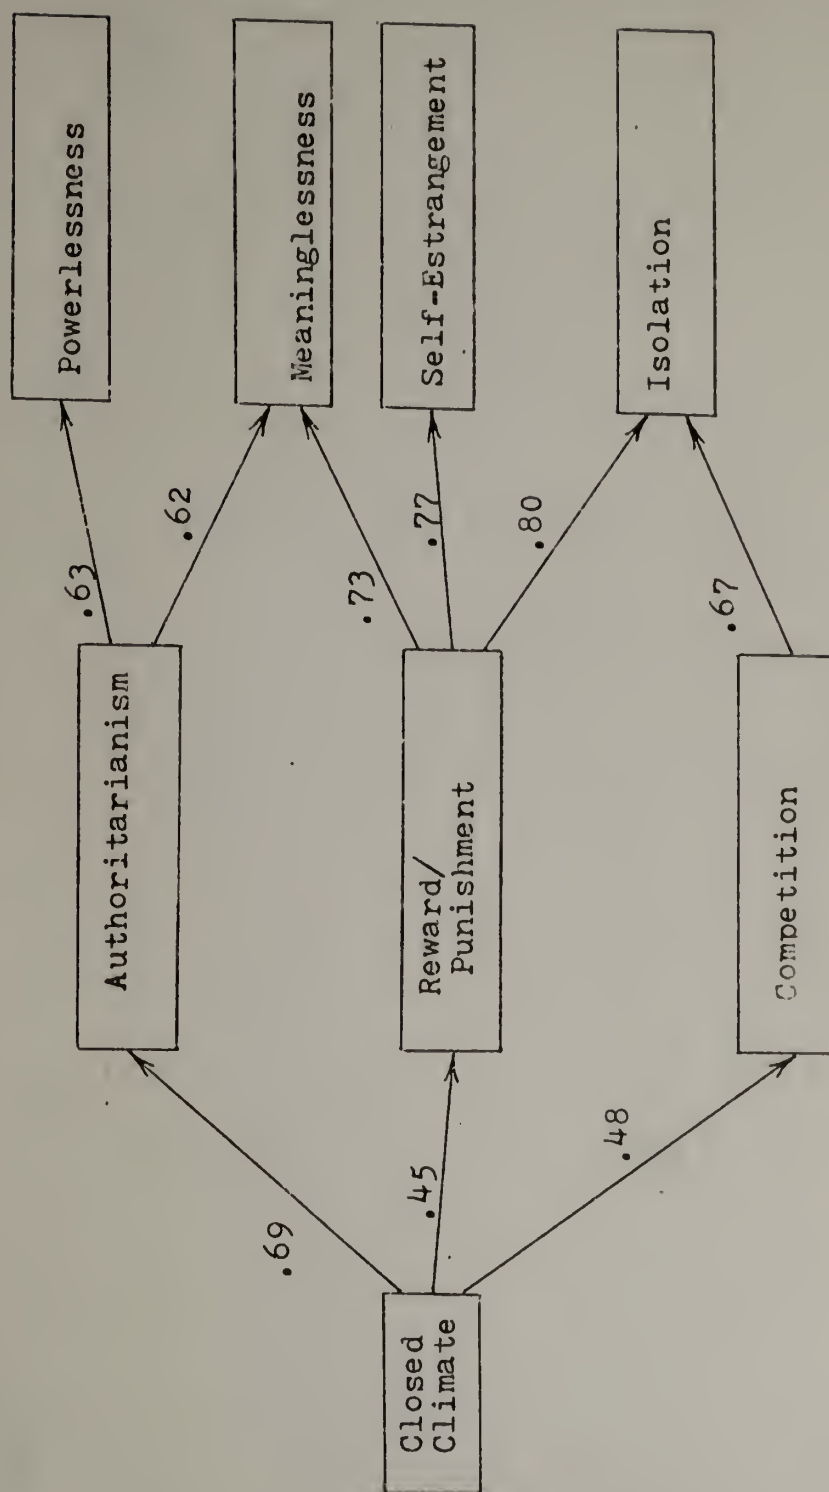 Closed
Climate
.69
.45
.48
Authoritarianism
Reward/
Punishment
Competition
.63
.62
.73
.77
.80
.67
Powerlessness
Meaninglessness
Self-Estrangement
Isolation